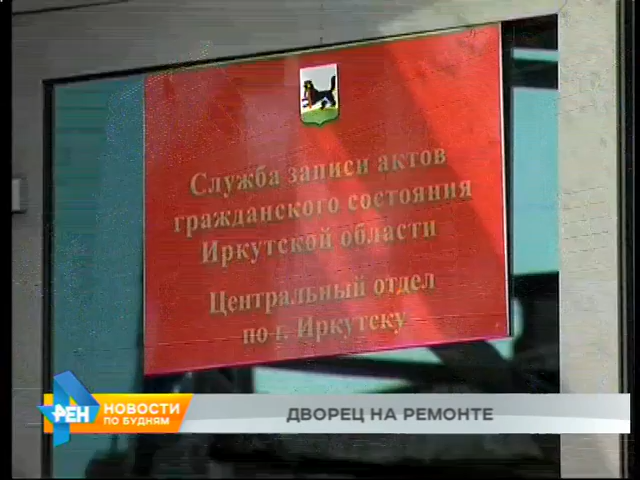 Служба записи актов
гражданского состояния
Иркутской области
Центральный отдел
по г. Иркутску
РЕН
НОВОСТИ
ПО БУДНЯМ
ДВОРЕЦ НА РЕМОНТЕ